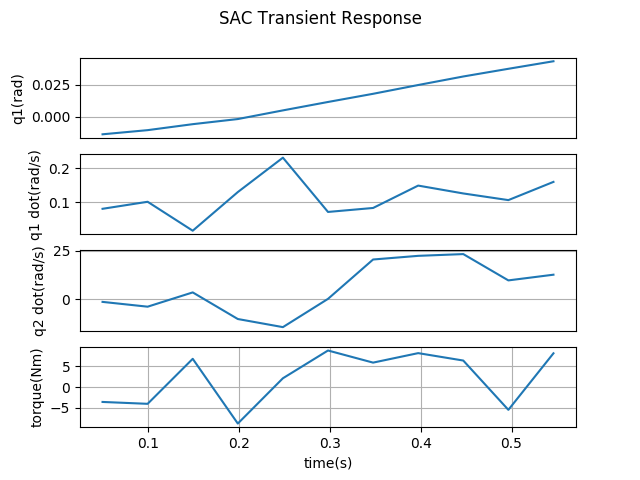 SAC Transient Response
q1(rad)
0.025
0.000
q1 dot(rad/s)
0.2
0.1
q2 dot(rad/s)
25
0
torque(Nm)
5
0
−5
0.1 0.2 0.3 0.4 0.5
time(s)